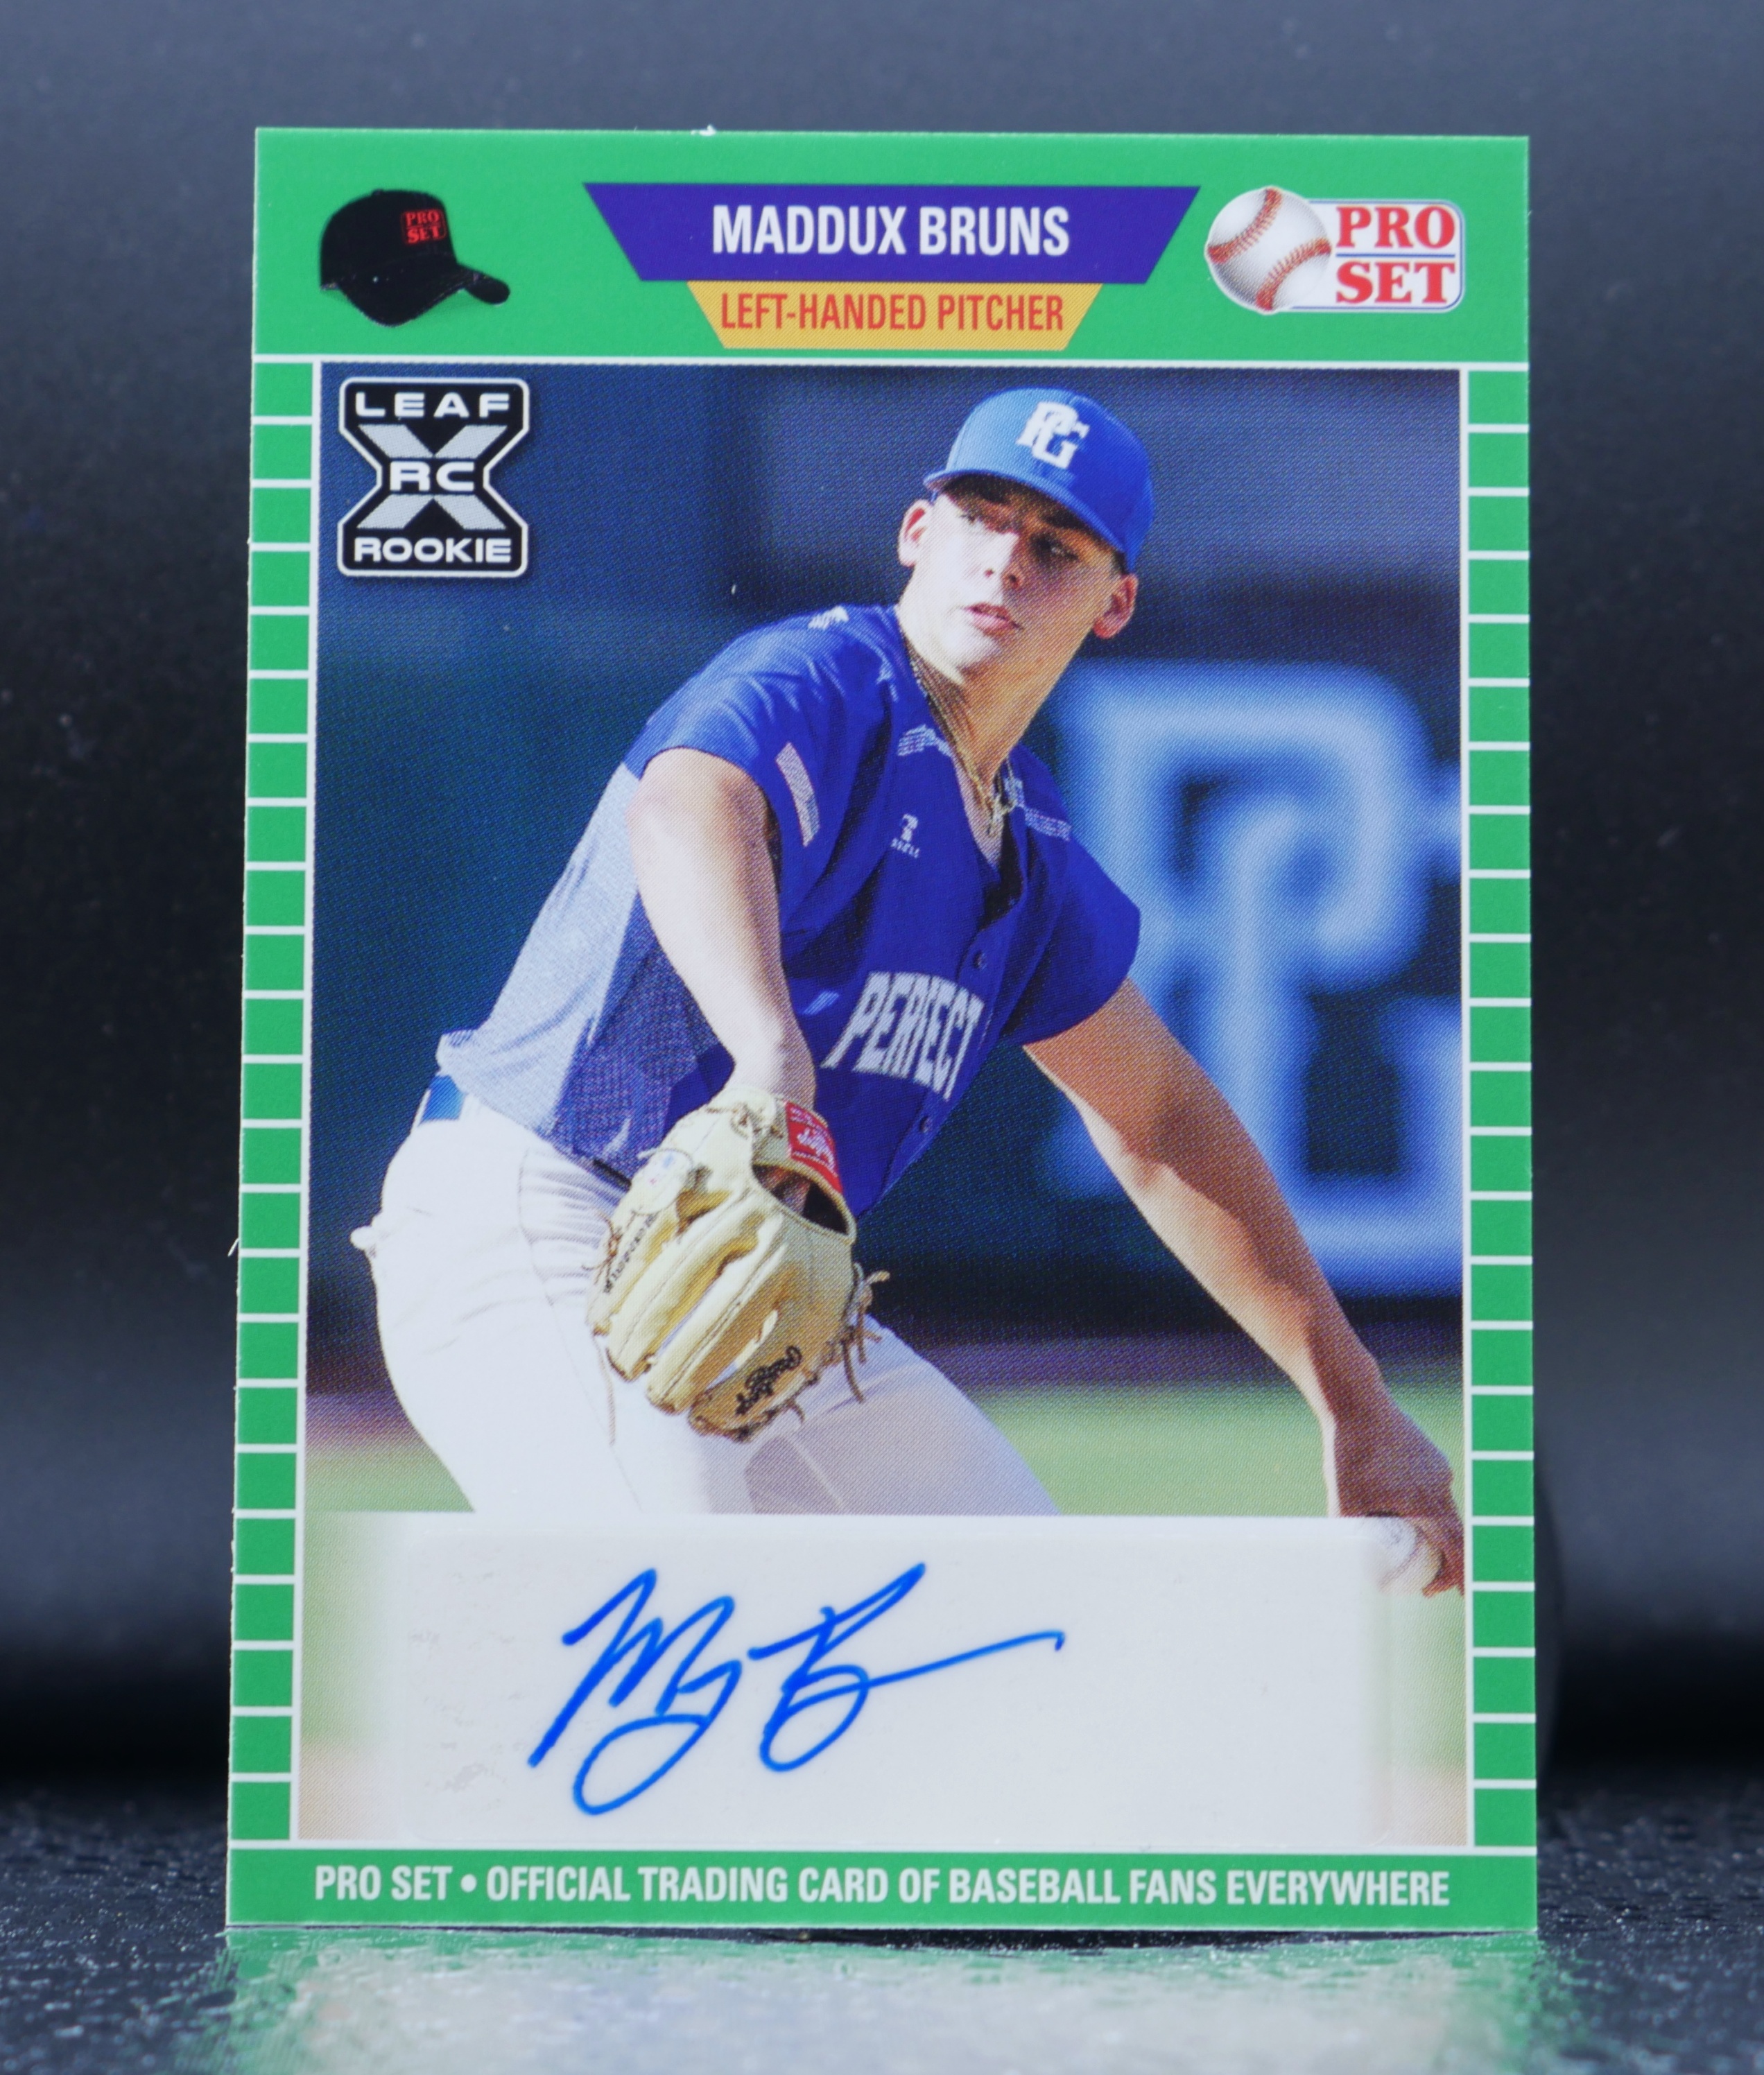 PRO
SET
MADDUX BRUNS
LEFT-HANDED PITCHER
PRO
SET
LEAF
RC
ROOKIE
PG
PERFECT
PRO SET • OFFICIAL TRADING CARD OF BASEBALL FANS EVERYWHERE